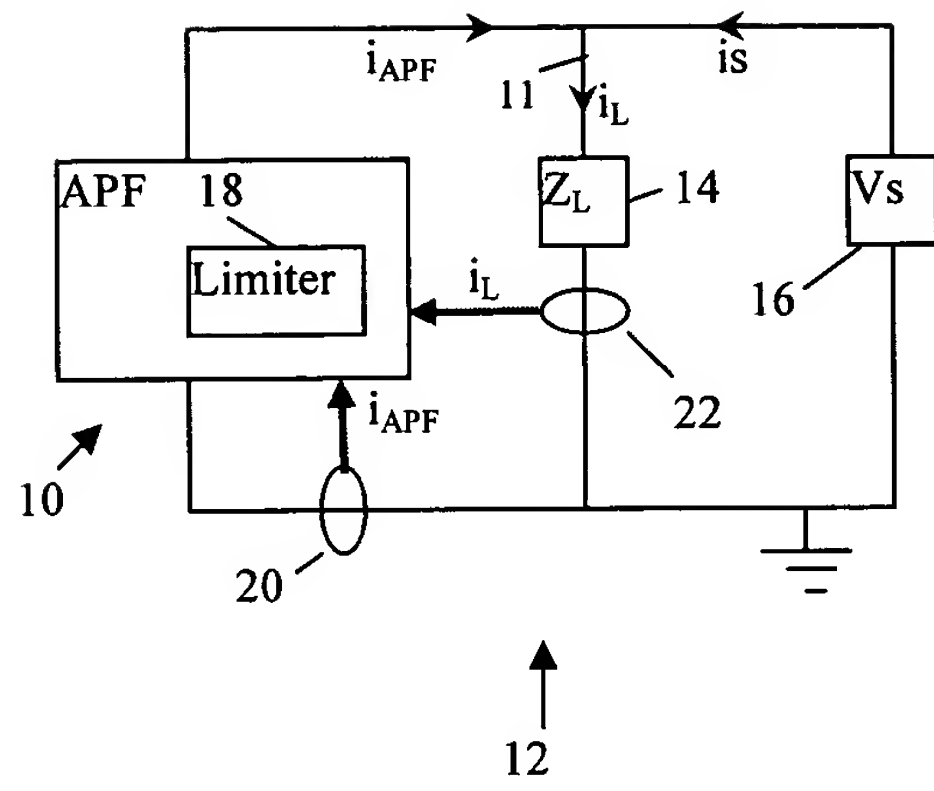 i_APF
is
11
i_L
APF
18
Z_L
14
Vs
Limiter
i_L
16
22
i_APF
10
20
12